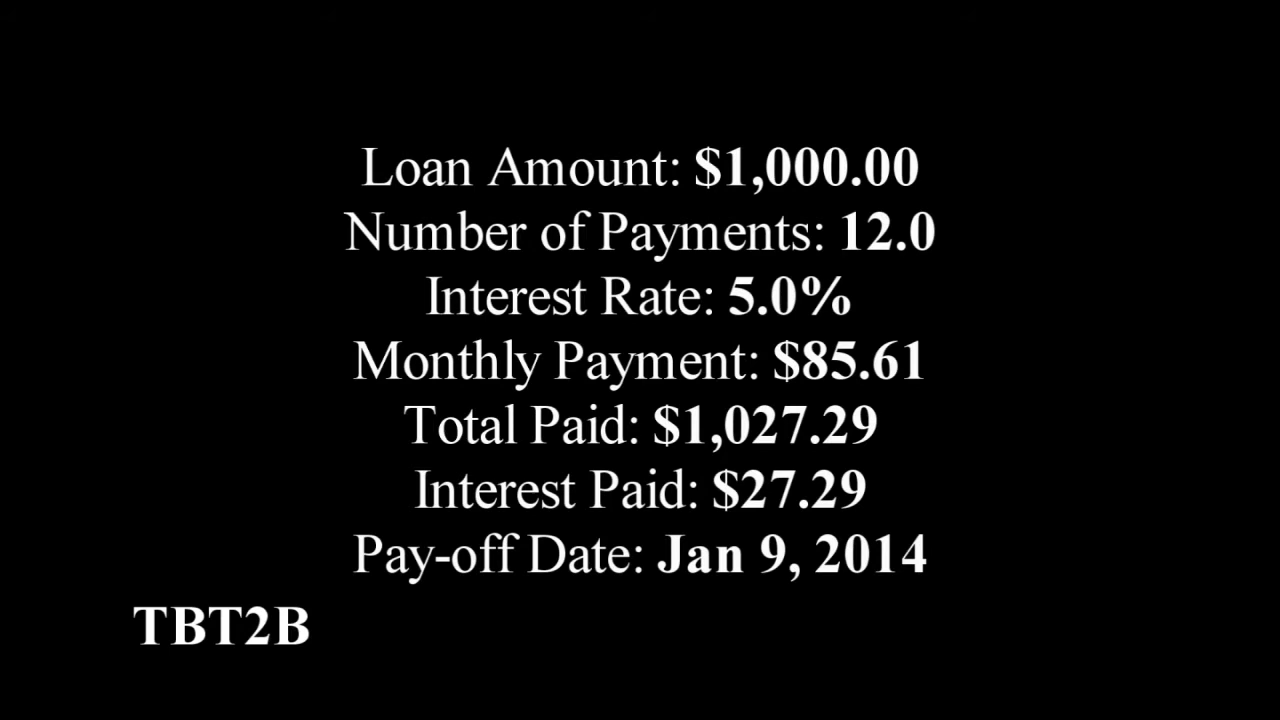 Loan Amount: $1,000.00
Number of Payments: 12.0
Interest Rate: 5.0%
Monthly Payment: $85.61
Total Paid: $1,027.29
Interest Paid: $27.29
Pay-off Date: Jan 9, 2014
TBT2B